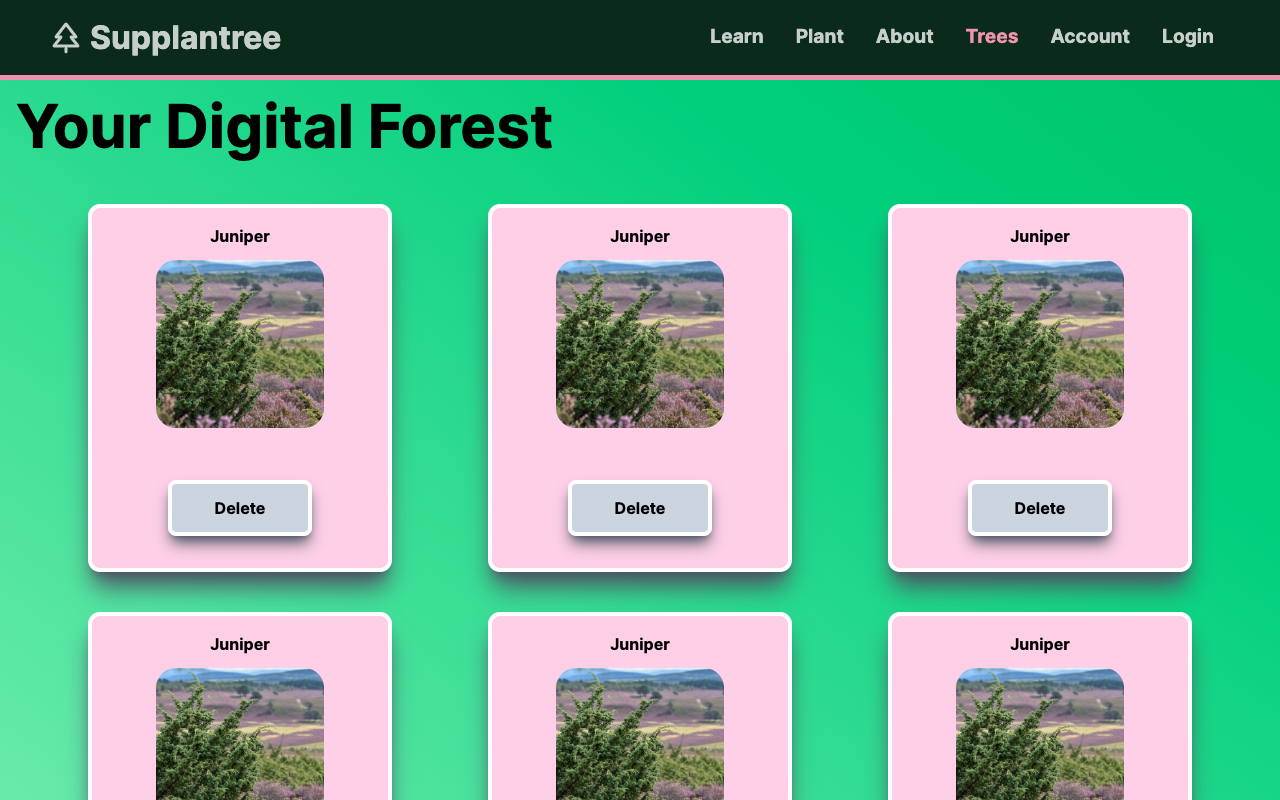 Supplantree
Learn Plant About Trees Account Login
Your Digital Forest
Juniper Juniper Juniper
Delete Delete Delete
Juniper Juniper Juniper